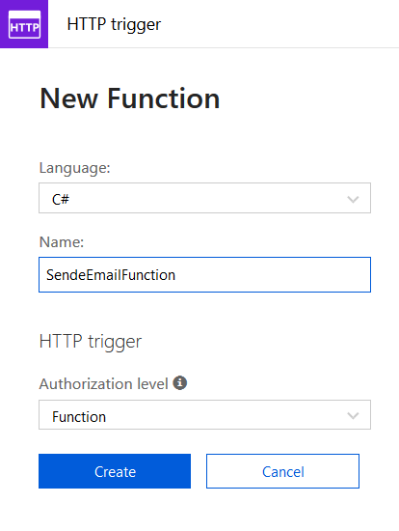 HTTP
HTTP trigger
New Function
Language:
C#
Name:
SendeEmailFunction
HTTP trigger
Authorization level
Function
Create
Cancel